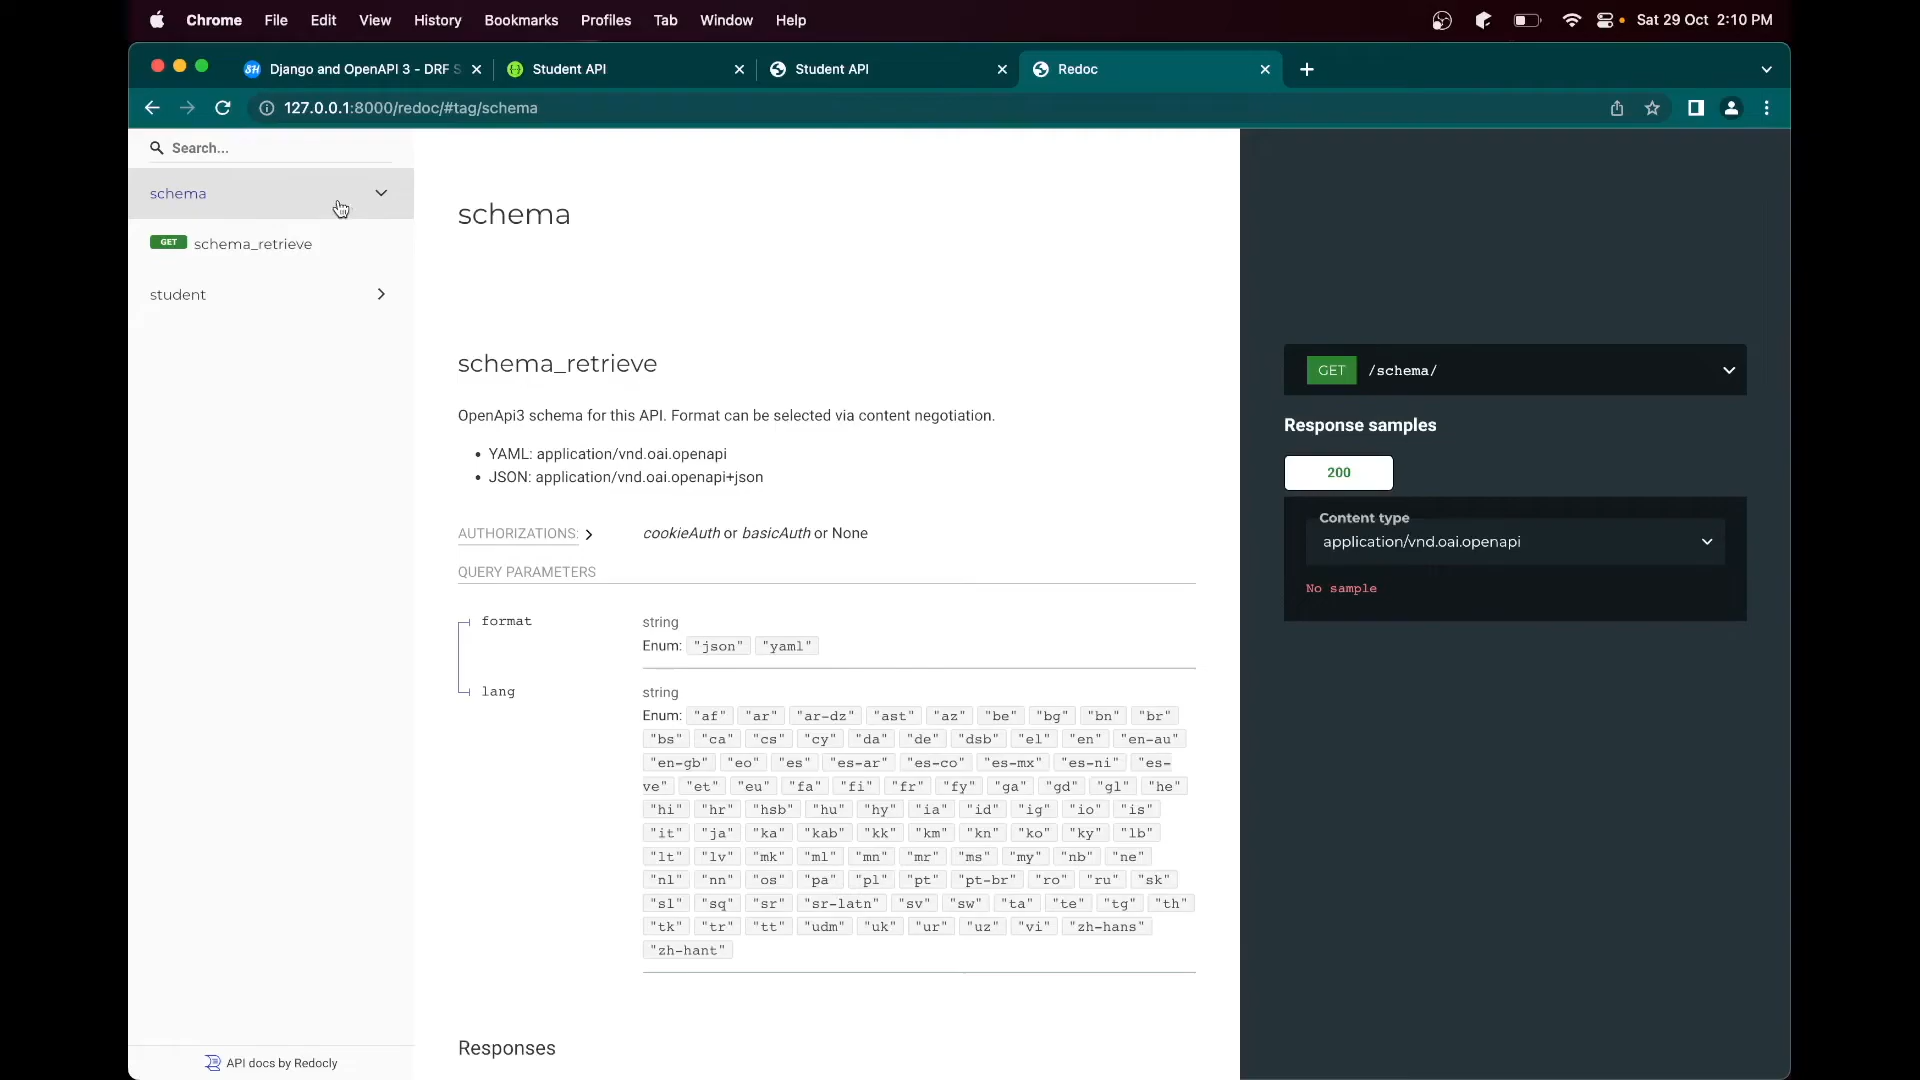 Chrome File Edit View History Bookmarks Profiles Tab Window Help Sat 29 Oct 2:10 PM
Django and OpenAPI 3 - DRF S Student API Student API Redoc
127.0.0.1:8000/redoc/#tag/schema
Search...
schema
GET schema_retrieve
student
API docs by Redocly
schema
schema_retrieve
OpenApi3 schema for this API. Format can be selected via content negotiation.
• YAML: application/vnd.oai.openapi
• JSON: application/vnd.oai.openapi+json
AUTHORIZATIONS: cookieAuth or basicAuth or None
QUERY PARAMETERS
format string
Enum: "json" "yaml"
lang string
Enum: "af" "ar" "ar-dz" "ast" "az" "be" "bg" "bn" "br"
"bs" "ca" "cs" "cy" "da" "de" "dsb" "el" "en" "en-au"
"en-gb" "eo" "es" "es-ar" "es-co" "es-mx" "es-ni" "es-
ve" "et" "eu" "fa" "fi" "fr" "fy" "ga" "gd" "gl" "he"
"hi" "hr" "hsb" "hu" "hy" "ia" "id" "ig" "io" "is"
"it" "ja" "ka" "kab" "kk" "km" "kn" "ko" "ky" "lb"
"lt" "lv" "mk" "ml" "mn" "mr" "ms" "my" "nb" "ne"
"nl" "nn" "os" "pa" "pl" "pt" "pt-br" "ro" "ru" "sk"
"sl" "sq" "sr" "sr-latn" "sv" "sw" "ta" "te" "tg" "th"
"tk" "tr" "tt" "udm" "uk" "ur" "uz" "vi" "zh-hans"
"zh-hant"
Responses
GET /schema/
Response samples
200
Content type
application/vnd.oai.openapi
No sample